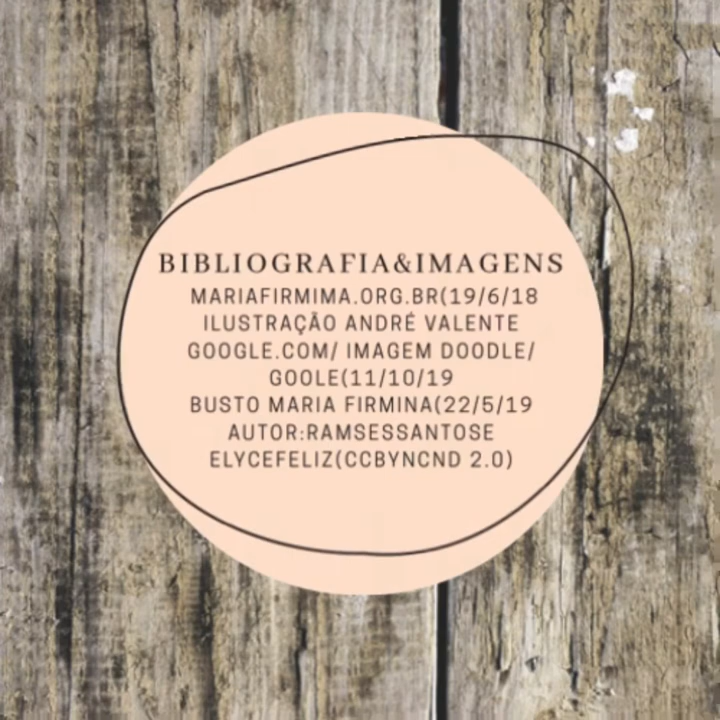 BIBLIOGRAFIA&IMAGENS
MARIAFIRMIMA.ORG.BR(19/6/18
ILUSTRAÇÃO ANDRÉ VALENTE
GOOGLE.COM/ IMAGEM DOODLE/
GOOLE(11/10/19
BUSTO MARIA FIRMINA(22/5/19
AUTOR:RAMSESSANTOSE
ELYCEFELIZ(CCBYNCND 2.0)